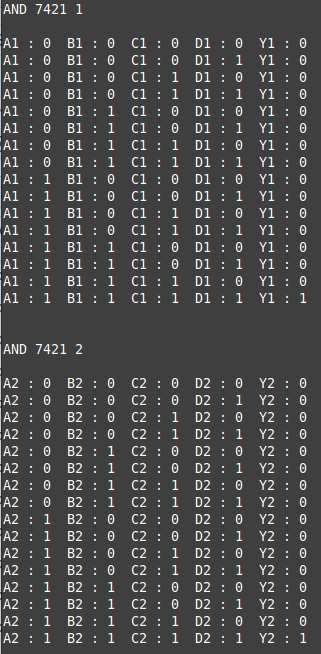 AND 7421 1
A1 : 0  B1 : 0  C1 : 0  D1 : 0  Y1 : 0
A1 : 0  B1 : 0  C1 : 0  D1 : 1  Y1 : 0
A1 : 0  B1 : 0  C1 : 1  D1 : 0  Y1 : 0
A1 : 0  B1 : 0  C1 : 1  D1 : 1  Y1 : 0
A1 : 0  B1 : 1  C1 : 0  D1 : 0  Y1 : 0
A1 : 0  B1 : 1  C1 : 0  D1 : 1  Y1 : 0
A1 : 0  B1 : 1  C1 : 1  D1 : 0  Y1 : 0
A1 : 0  B1 : 1  C1 : 1  D1 : 1  Y1 : 0
A1 : 1  B1 : 0  C1 : 0  D1 : 0  Y1 : 0
A1 : 1  B1 : 0  C1 : 0  D1 : 1  Y1 : 0
A1 : 1  B1 : 0  C1 : 1  D1 : 0  Y1 : 0
A1 : 1  B1 : 0  C1 : 1  D1 : 1  Y1 : 0
A1 : 1  B1 : 1  C1 : 0  D1 : 0  Y1 : 0
A1 : 1  B1 : 1  C1 : 0  D1 : 1  Y1 : 0
A1 : 1  B1 : 1  C1 : 1  D1 : 0  Y1 : 0
A1 : 1  B1 : 1  C1 : 1  D1 : 1  Y1 : 1
AND 7421 2
A2 : 0  B2 : 0  C2 : 0  D2 : 0  Y2 : 0
A2 : 0  B2 : 0  C2 : 0  D2 : 1  Y2 : 0
A2 : 0  B2 : 0  C2 : 1  D2 : 0  Y2 : 0
A2 : 0  B2 : 0  C2 : 1  D2 : 1  Y2 : 0
A2 : 0  B2 : 1  C2 : 0  D2 : 0  Y2 : 0
A2 : 0  B2 : 1  C2 : 0  D2 : 1  Y2 : 0
A2 : 0  B2 : 1  C2 : 1  D2 : 0  Y2 : 0
A2 : 0  B2 : 1  C2 : 1  D2 : 1  Y2 : 0
A2 : 1  B2 : 0  C2 : 0  D2 : 0  Y2 : 0
A2 : 1  B2 : 0  C2 : 0  D2 : 1  Y2 : 0
A2 : 1  B2 : 0  C2 : 1  D2 : 0  Y2 : 0
A2 : 1  B2 : 0  C2 : 1  D2 : 1  Y2 : 0
A2 : 1  B2 : 1  C2 : 0  D2 : 0  Y2 : 0
A2 : 1  B2 : 1  C2 : 0  D2 : 1  Y2 : 0
A2 : 1  B2 : 1  C2 : 1  D2 : 0  Y2 : 0
A2 : 1  B2 : 1  C2 : 1  D2 : 1  Y2 : 1